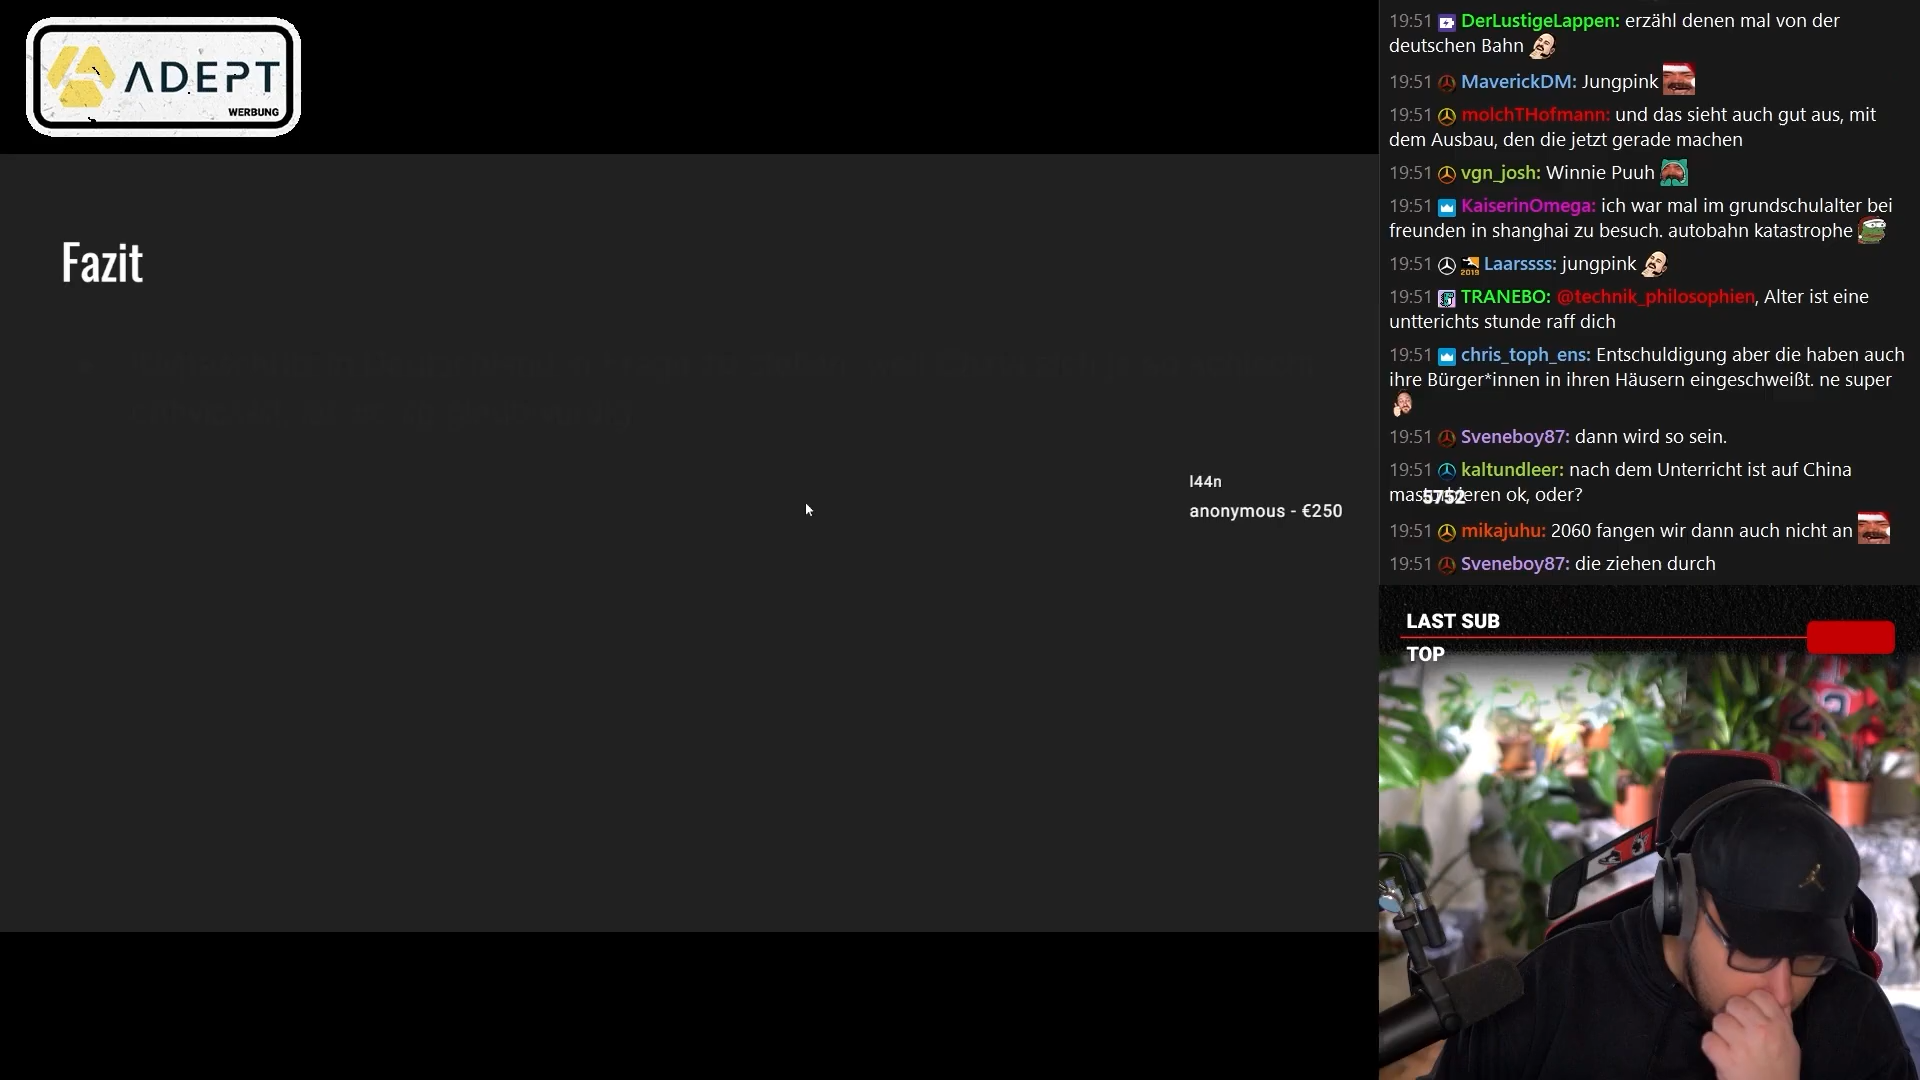 ADEPT
WERBUNG
Fazit
l44n
anonymous - €250
19:51 DerLustigeLappen: erzähl denen mal von der
deutschen Bahn
19:51 MaverickDM: Jungpink
19:51 molchTHofmann: und das sieht auch gut aus, mit
dem Ausbau, den die jetzt gerade machen
19:51 vgn_josh: Winnie Puuh
19:51 KaiserinOmega: ich war mal im grundschulalter bei
freunden in shanghai zu besuch. autobahn katastrophe
19:51 2019 Laarssss: jungpink
19:51 TRANEBO: @technik_philosophien, Alter ist eine
untterichts stunde raff dich
19:51 chris_toph_ens: Entschuldigung aber die haben auch
ihre Bürger*innen in ihren Häusern eingeschweißt. ne super
19:51 Sveneboy87: dann wird so sein.
19:51 kaltundleer: nach dem Unterricht ist auf China
5752 ok, oder?
19:51 mikajuhu: 2060 fangen wir dann auch nicht an
19:51 Sveneboy87: die ziehen durch
LAST SUB
TOP